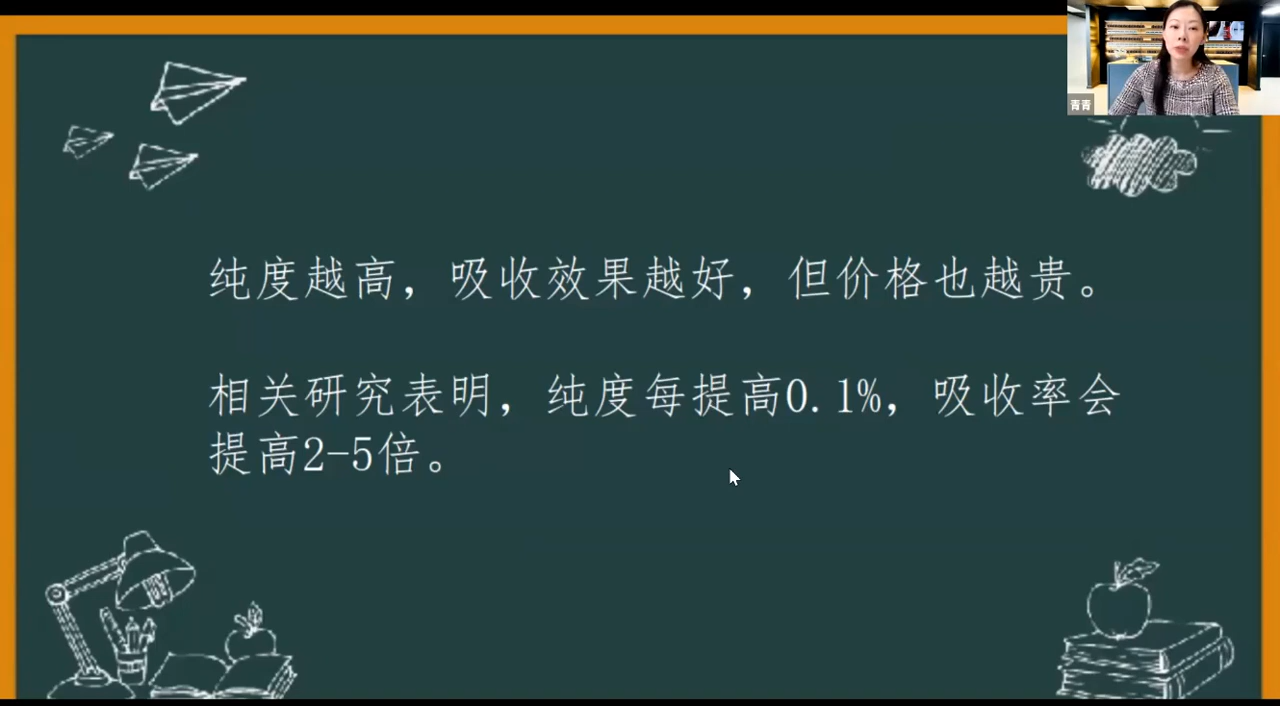 青青
纯度越高，吸收效果越好，但价格也越贵。
相关研究表明，纯度每提高0.1%，吸收率会
提高2-5倍。